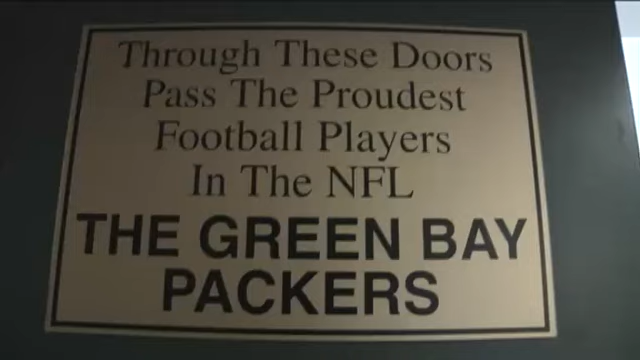 Through These Doors
Pass The Proudest
Football Players
In The NFL
THE GREEN BAY
PACKERS